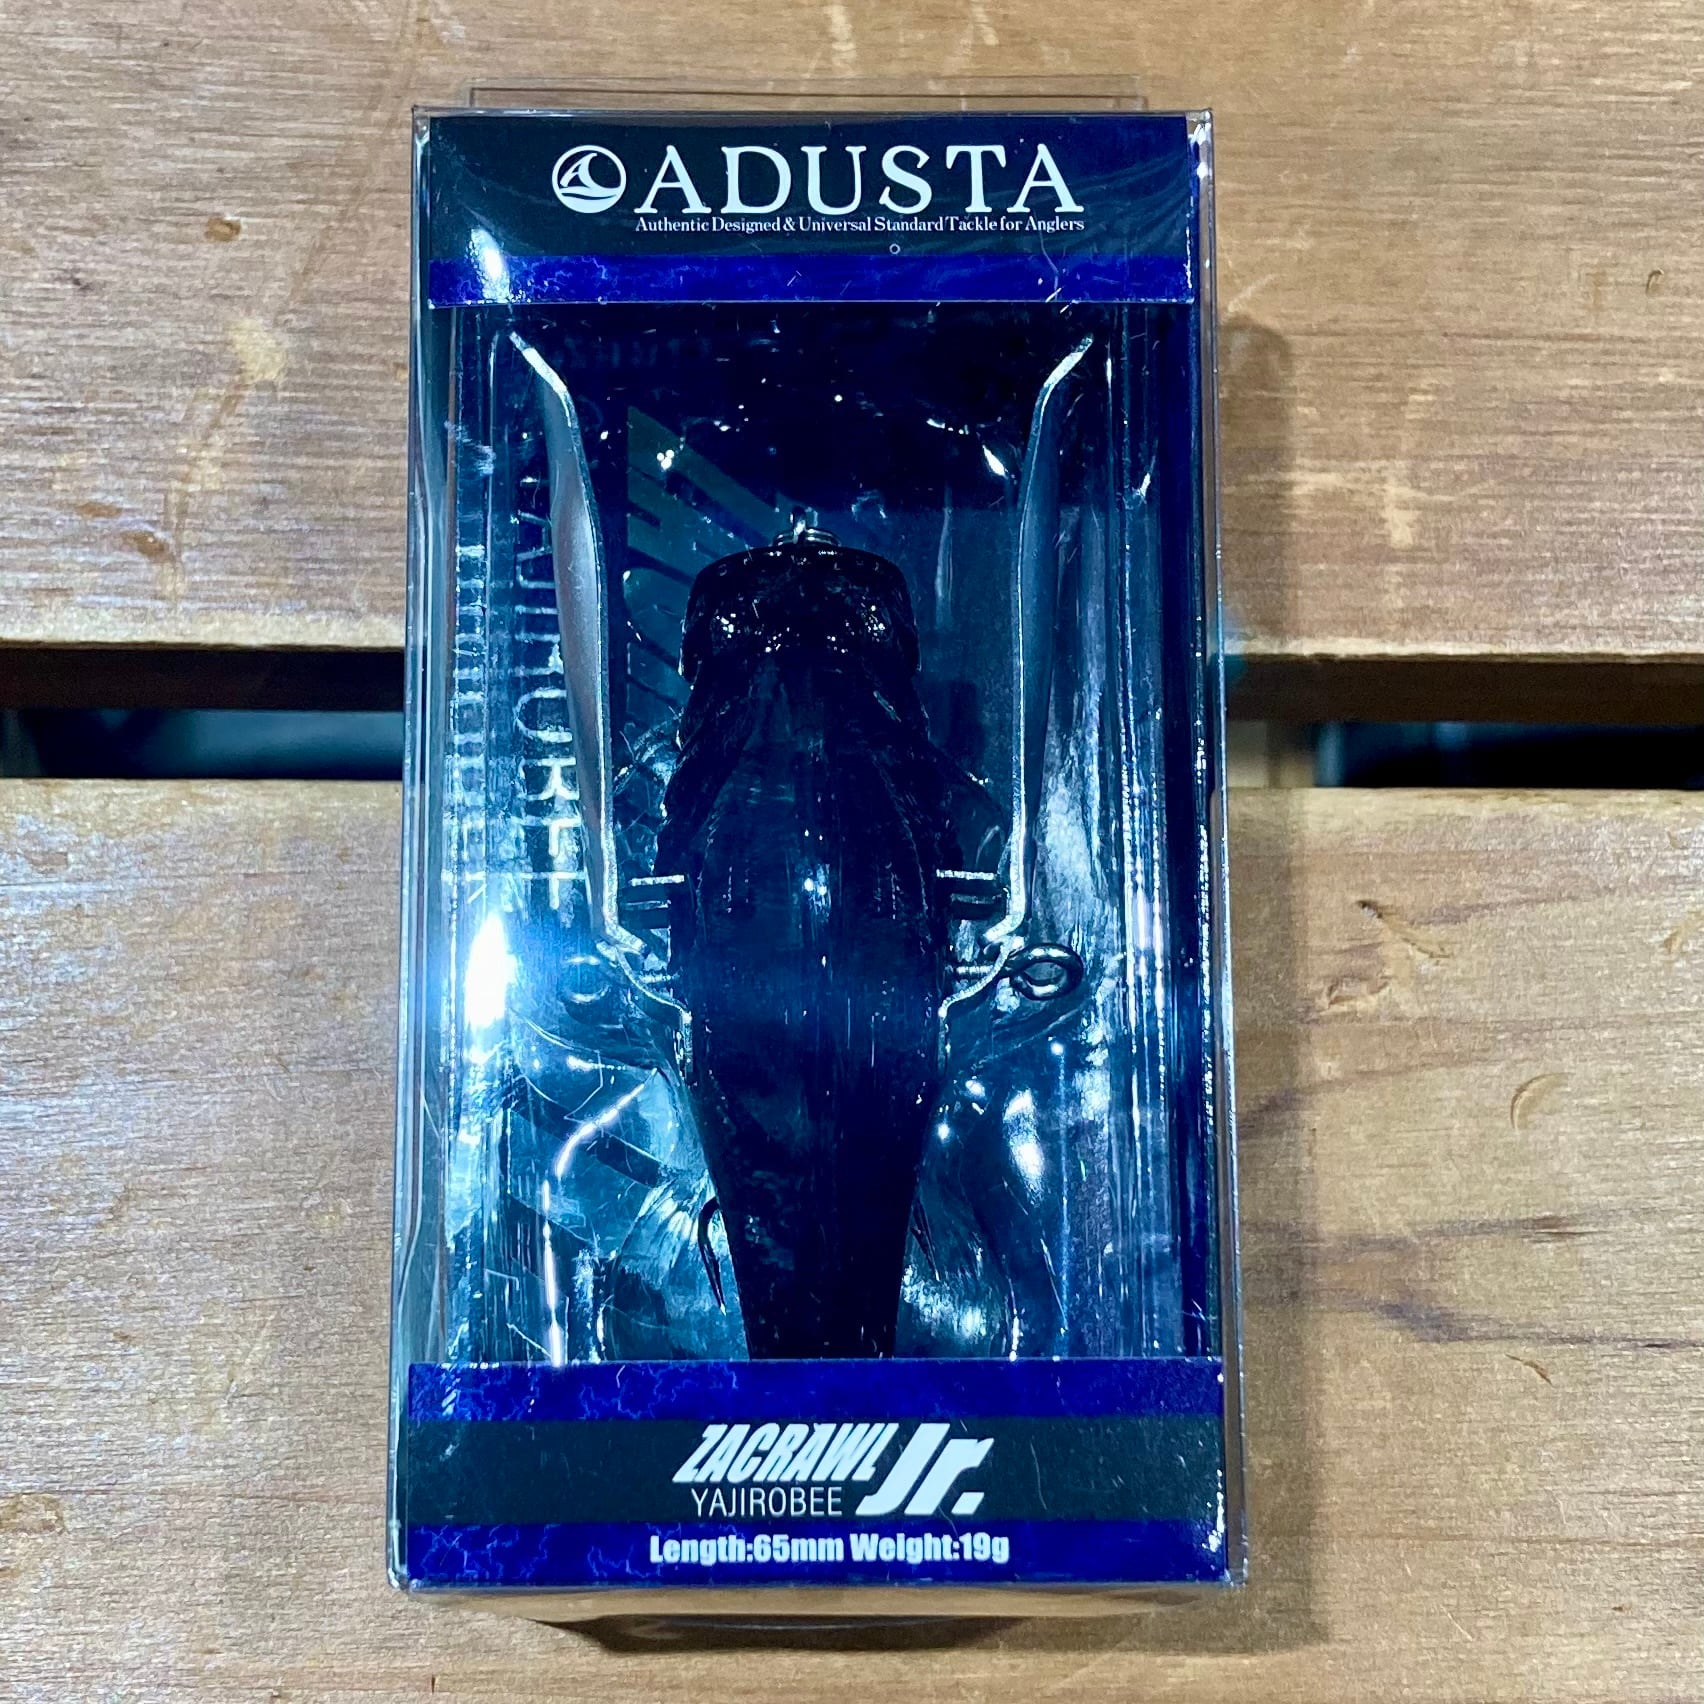 ADUSTA
Authentic Designed & Universal Standard Tackle for Anglers
ZACRAWL Jr.
YAJIROBEE
Length:65mm Weight:19g